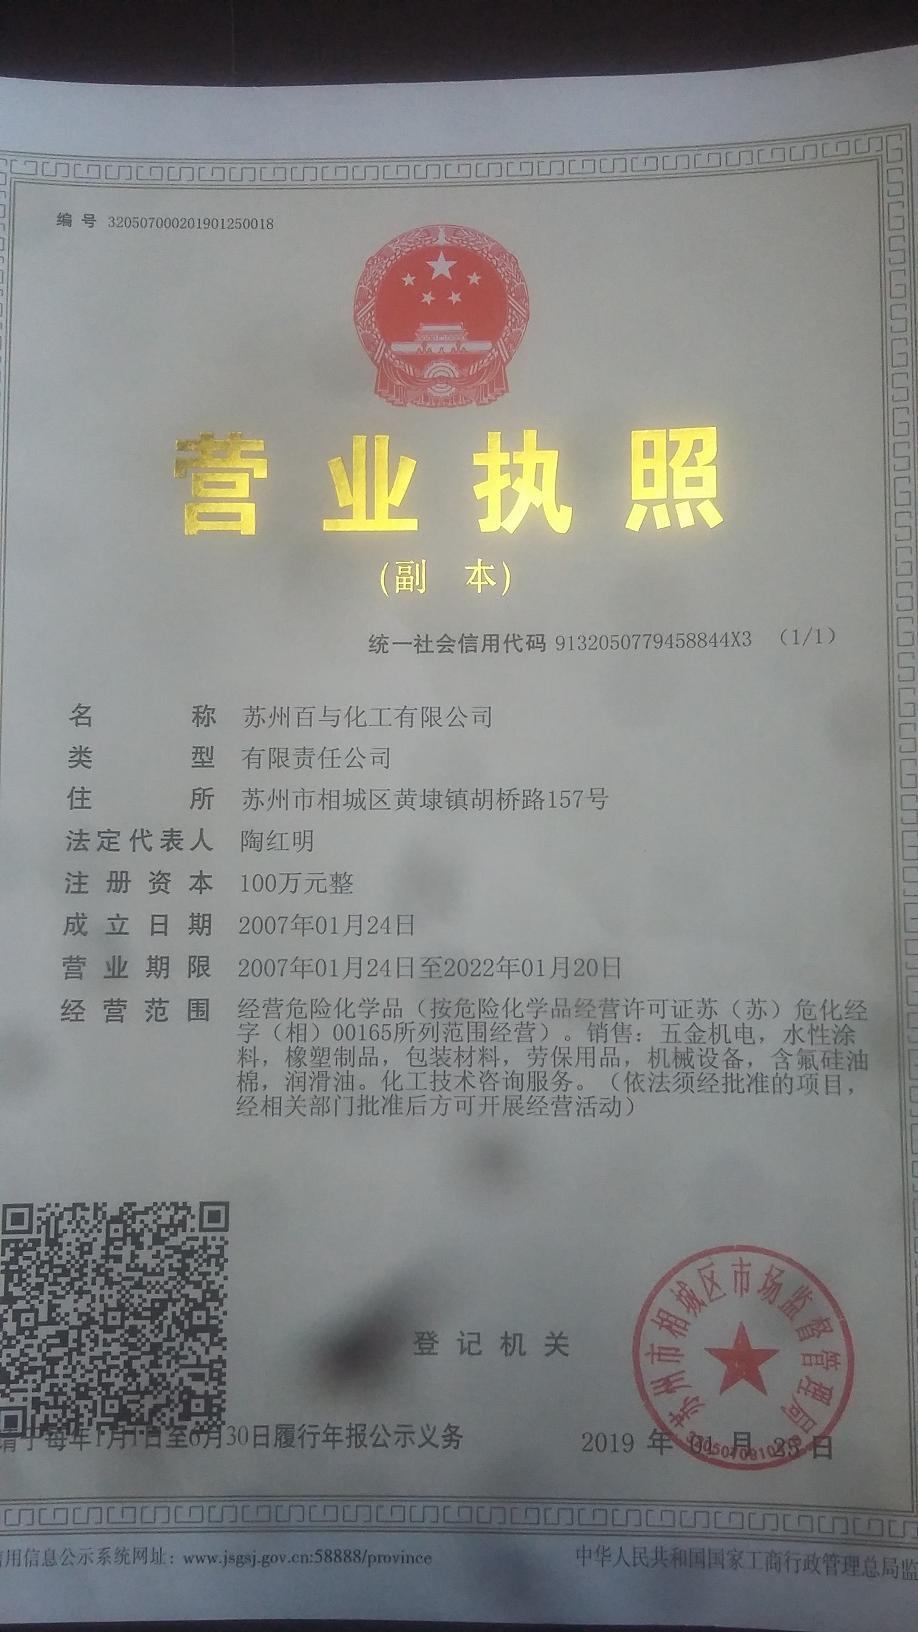 编 号 320507000201901250018
营业执照
(副 本)
统一社会信用代码 9132050779458844X3 （1/1）
名 称 苏州百与化工有限公司
类 型 有限责任公司
住 所 苏州市相城区黄埭镇胡桥路157号
法定代表人 陶红明
注 册 资 本 100万元整
成 立 日 期 2007年01月24日
营 业 期 限 2007年01月24日至2022年01月20日
经 营 范 围 经营危险化学品（按危险化学品经营许可证苏（苏）危化经
字（相）00165所列范围经营）。销售：五金机电，水性涂
料，橡塑制品，包装材料，劳保用品，机械设备，含氟硅油
棉，润滑油。化工技术咨询服务。（依法须经批准的项目，
经相关部门批准后方可开展经营活动）
苏州市相城区市场监督管理局
登 记 机 关
请于每年1月1日至6月30日履行年报公示义务
2019 年 01 月 25 日
用信息公示系统网址：www.jsgsj.gov.cn:58888/province
中华人民共和国国家工商行政管理总局监